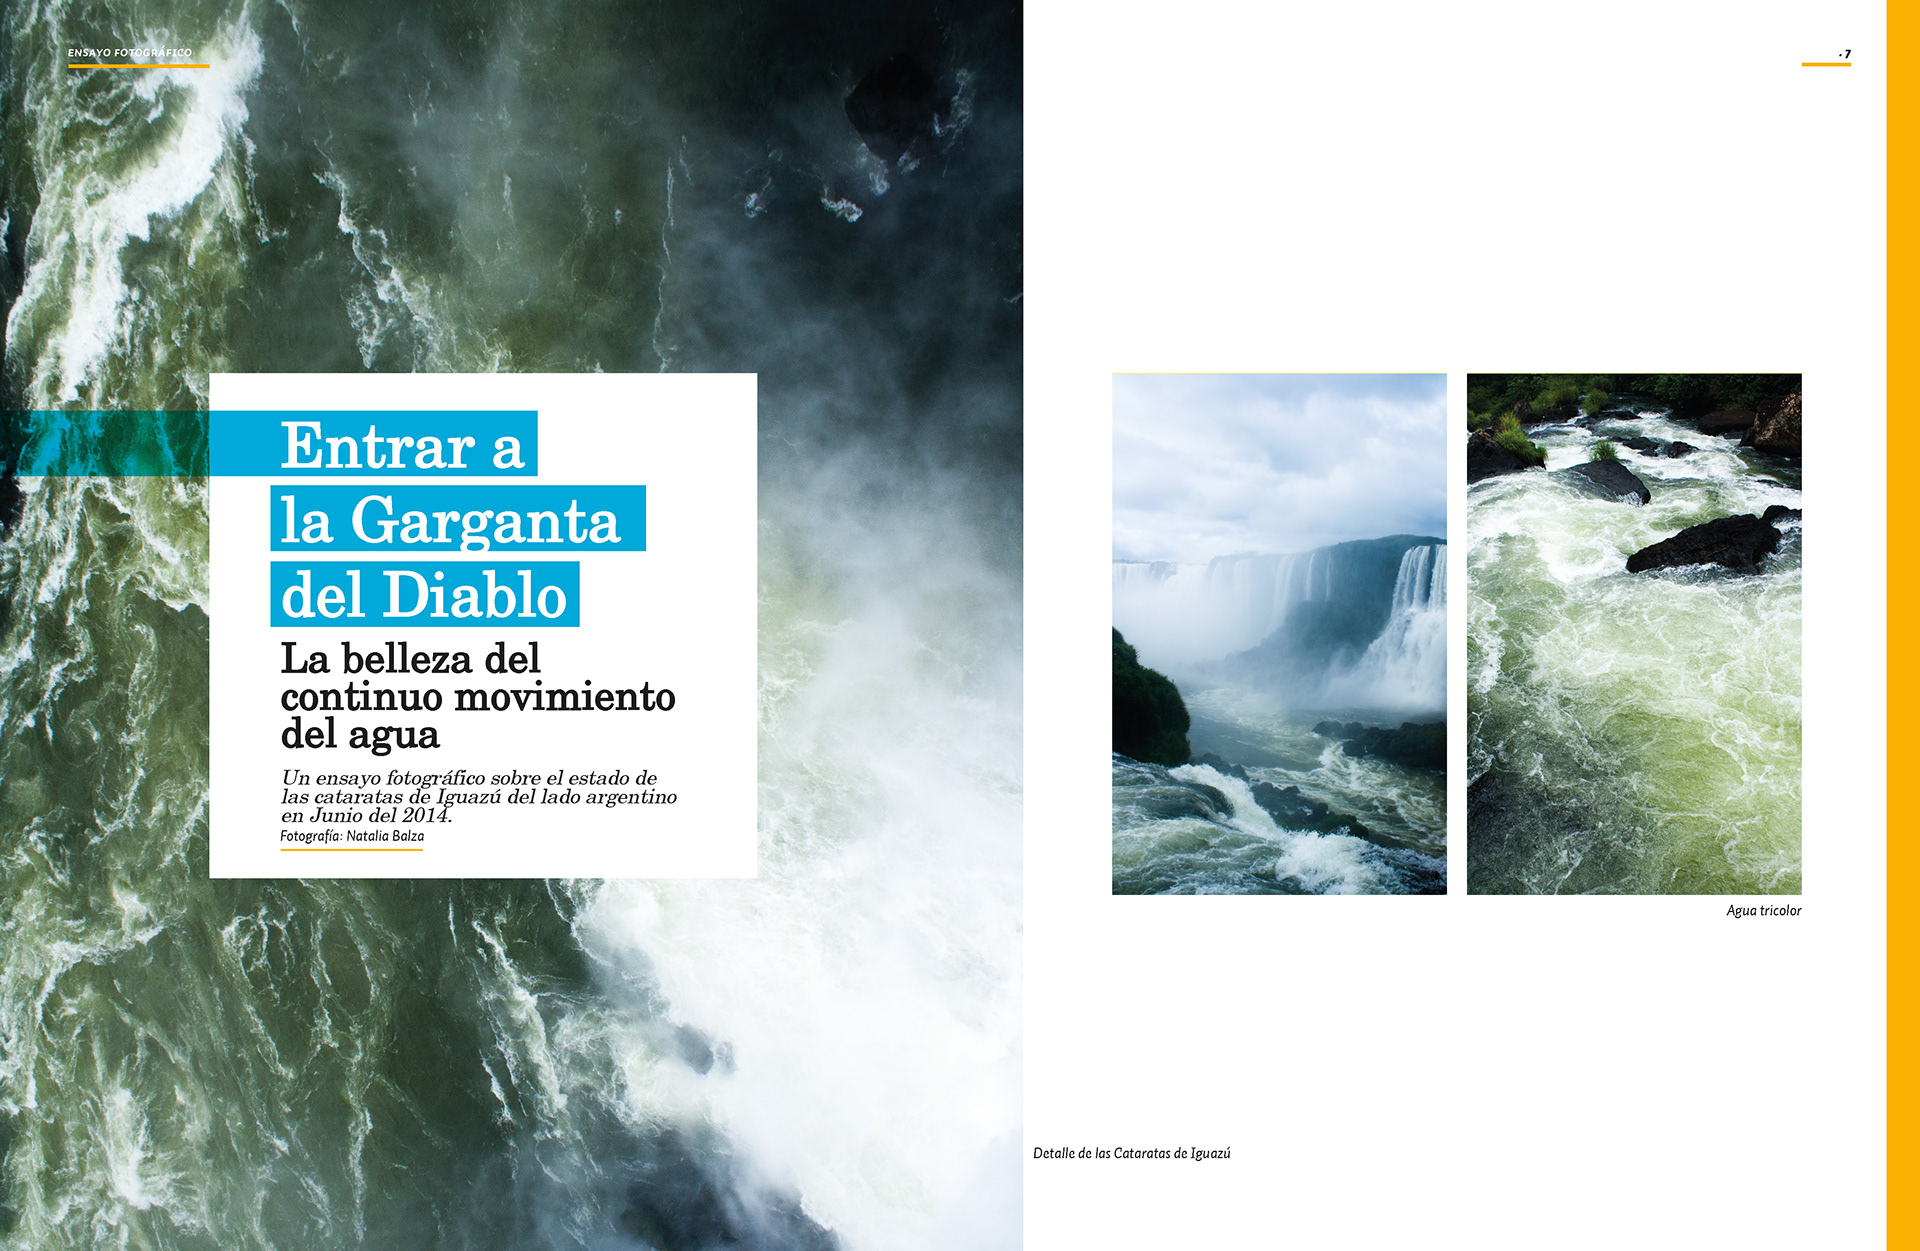 ENSAYO FOTOGRÁFICO
· 7
Entrar a
la Garganta
del Diablo
La belleza del
continuo movimiento
del agua
Un ensayo fotográfico sobre el estado de
las cataratas de Iguazú del lado argentino
en Junio del 2014.
Fotografía: Natalia Balza
Agua tricolor
Detalle de las Cataratas de Iguazú